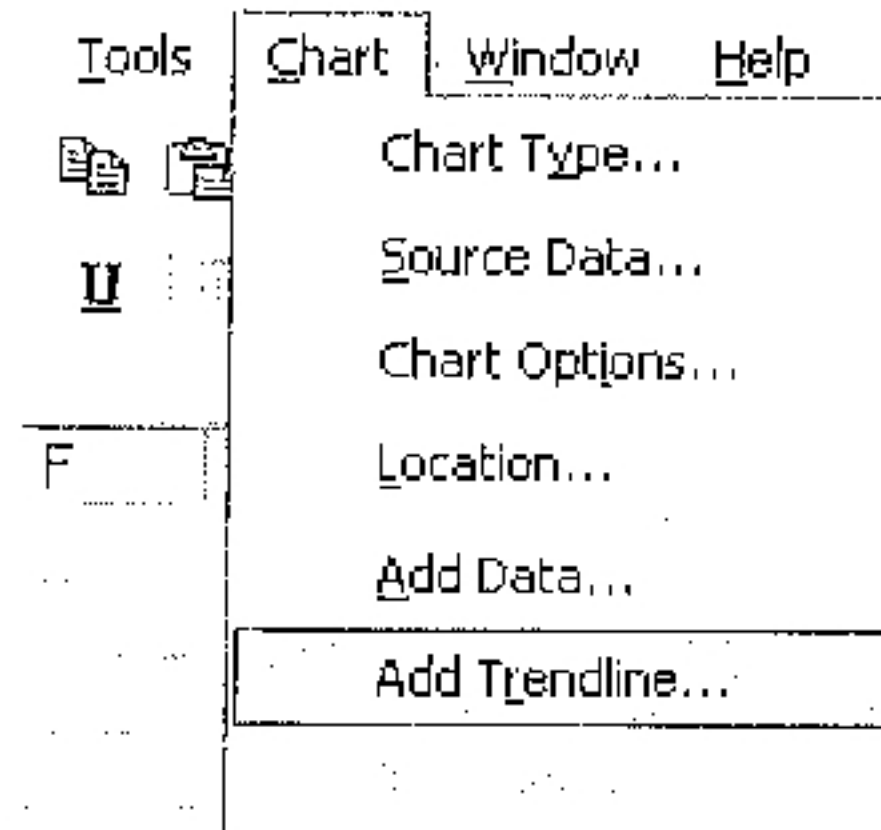 Tools Chart Window Help
Chart Type...
Source Data...
U
Chart Options...
F
Location...
Add Data...
Add Trendline...